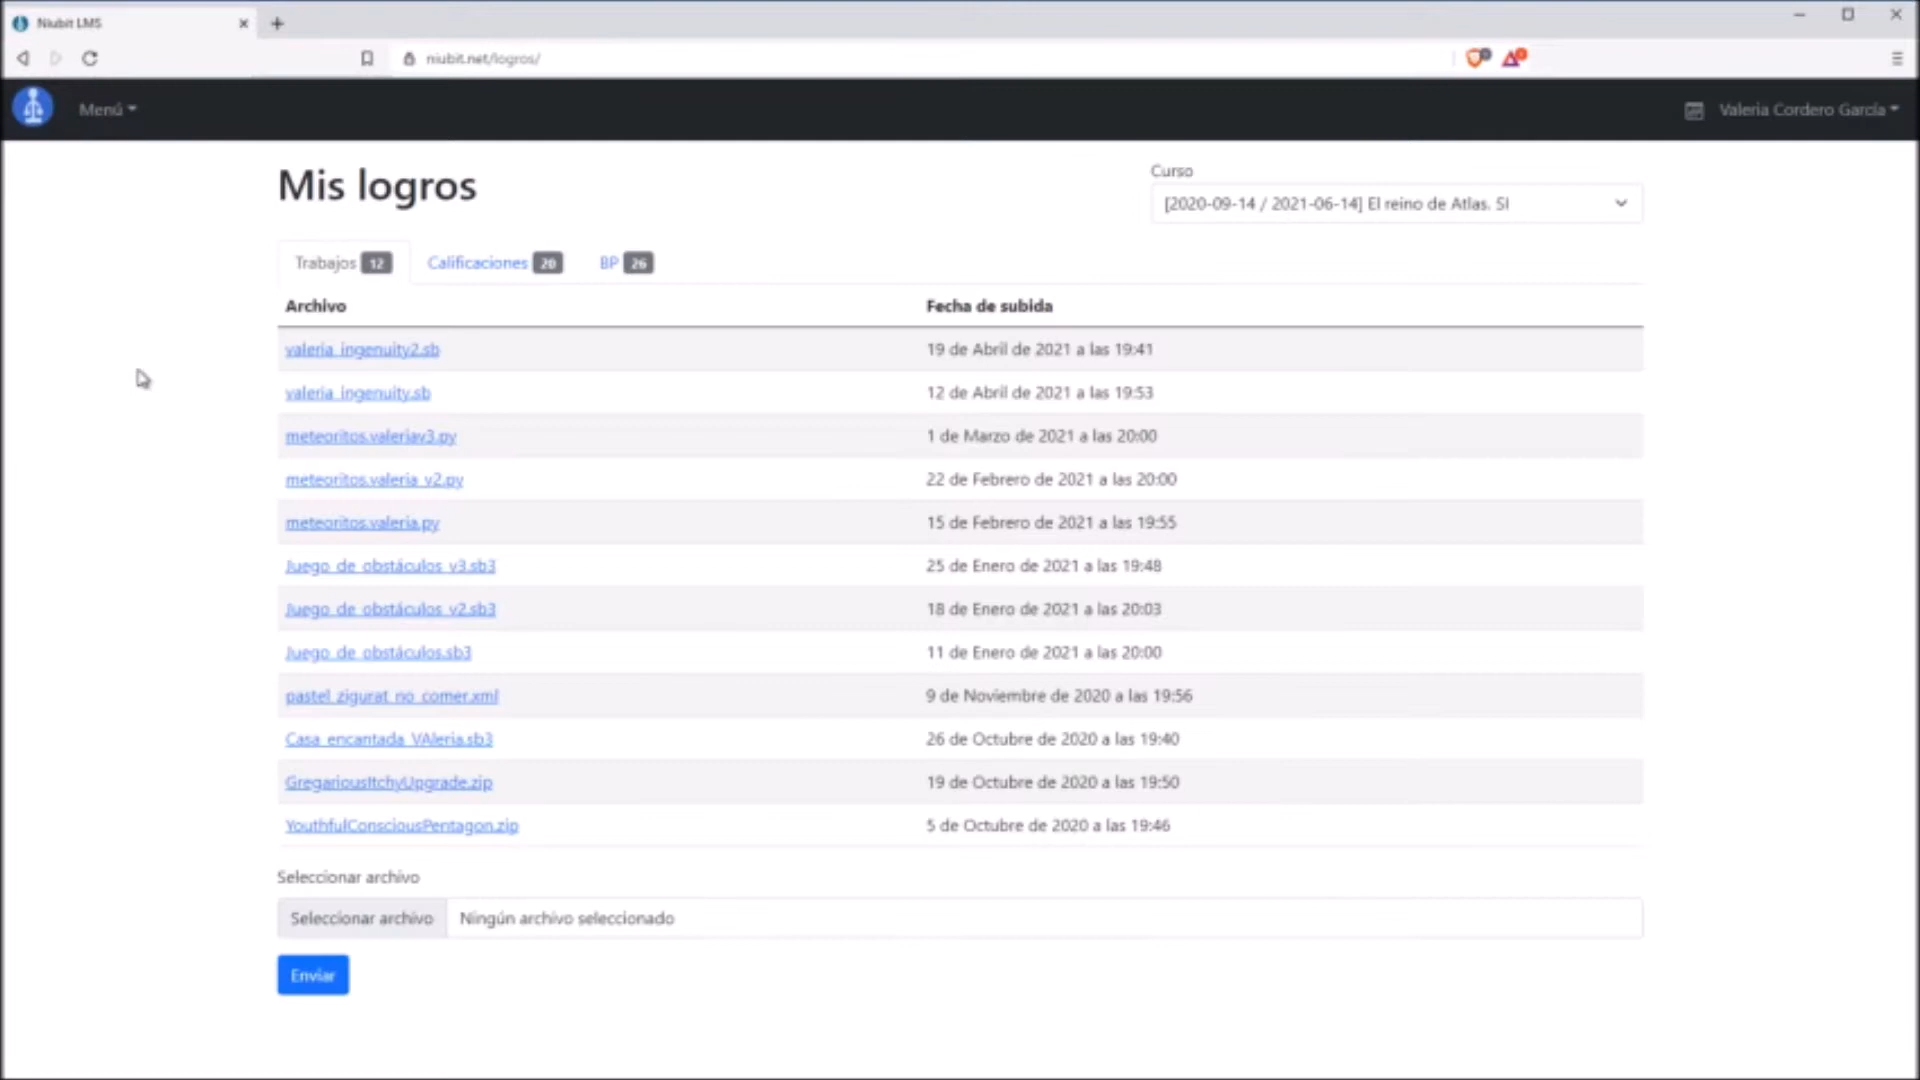 Niubit LMS
niubit.net/logros/
Menú
Valeria Cordero García
Mis logros
Curso
[2020-09-14 / 2021-06-14] El reino de Atlas. SI
Trabajos 12
Calificaciones 20
BP 26
Archivo Fecha de subida
valeria_ingenuity2.sb 19 de Abril de 2021 a las 19:41
valeria_ingenuity.sb 12 de Abril de 2021 a las 19:53
meteoritos.valeriav3.py 1 de Marzo de 2021 a las 20:00
meteoritos.valeria_v2.py 22 de Febrero de 2021 a las 20:00
meteoritos.valeria.py 15 de Febrero de 2021 a las 19:55
Juego_de_obstáculos_v3.sb3 25 de Enero de 2021 a las 19:48
Juego_de_obstáculos_v2.sb3 18 de Enero de 2021 a las 20:03
Juego_de_obstáculos.sb3 11 de Enero de 2021 a las 20:00
pastel_zigurat_no_comer.xml 9 de Noviembre de 2020 a las 19:56
Casa_encantada_VAleria.sb3 26 de Octubre de 2020 a las 19:40
GregariousItchyUpgrade.zip 19 de Octubre de 2020 a las 19:50
YouthfulConsciousPentagon.zip 5 de Octubre de 2020 a las 19:46
Seleccionar archivo
Seleccionar archivo Ningún archivo seleccionado
Enviar